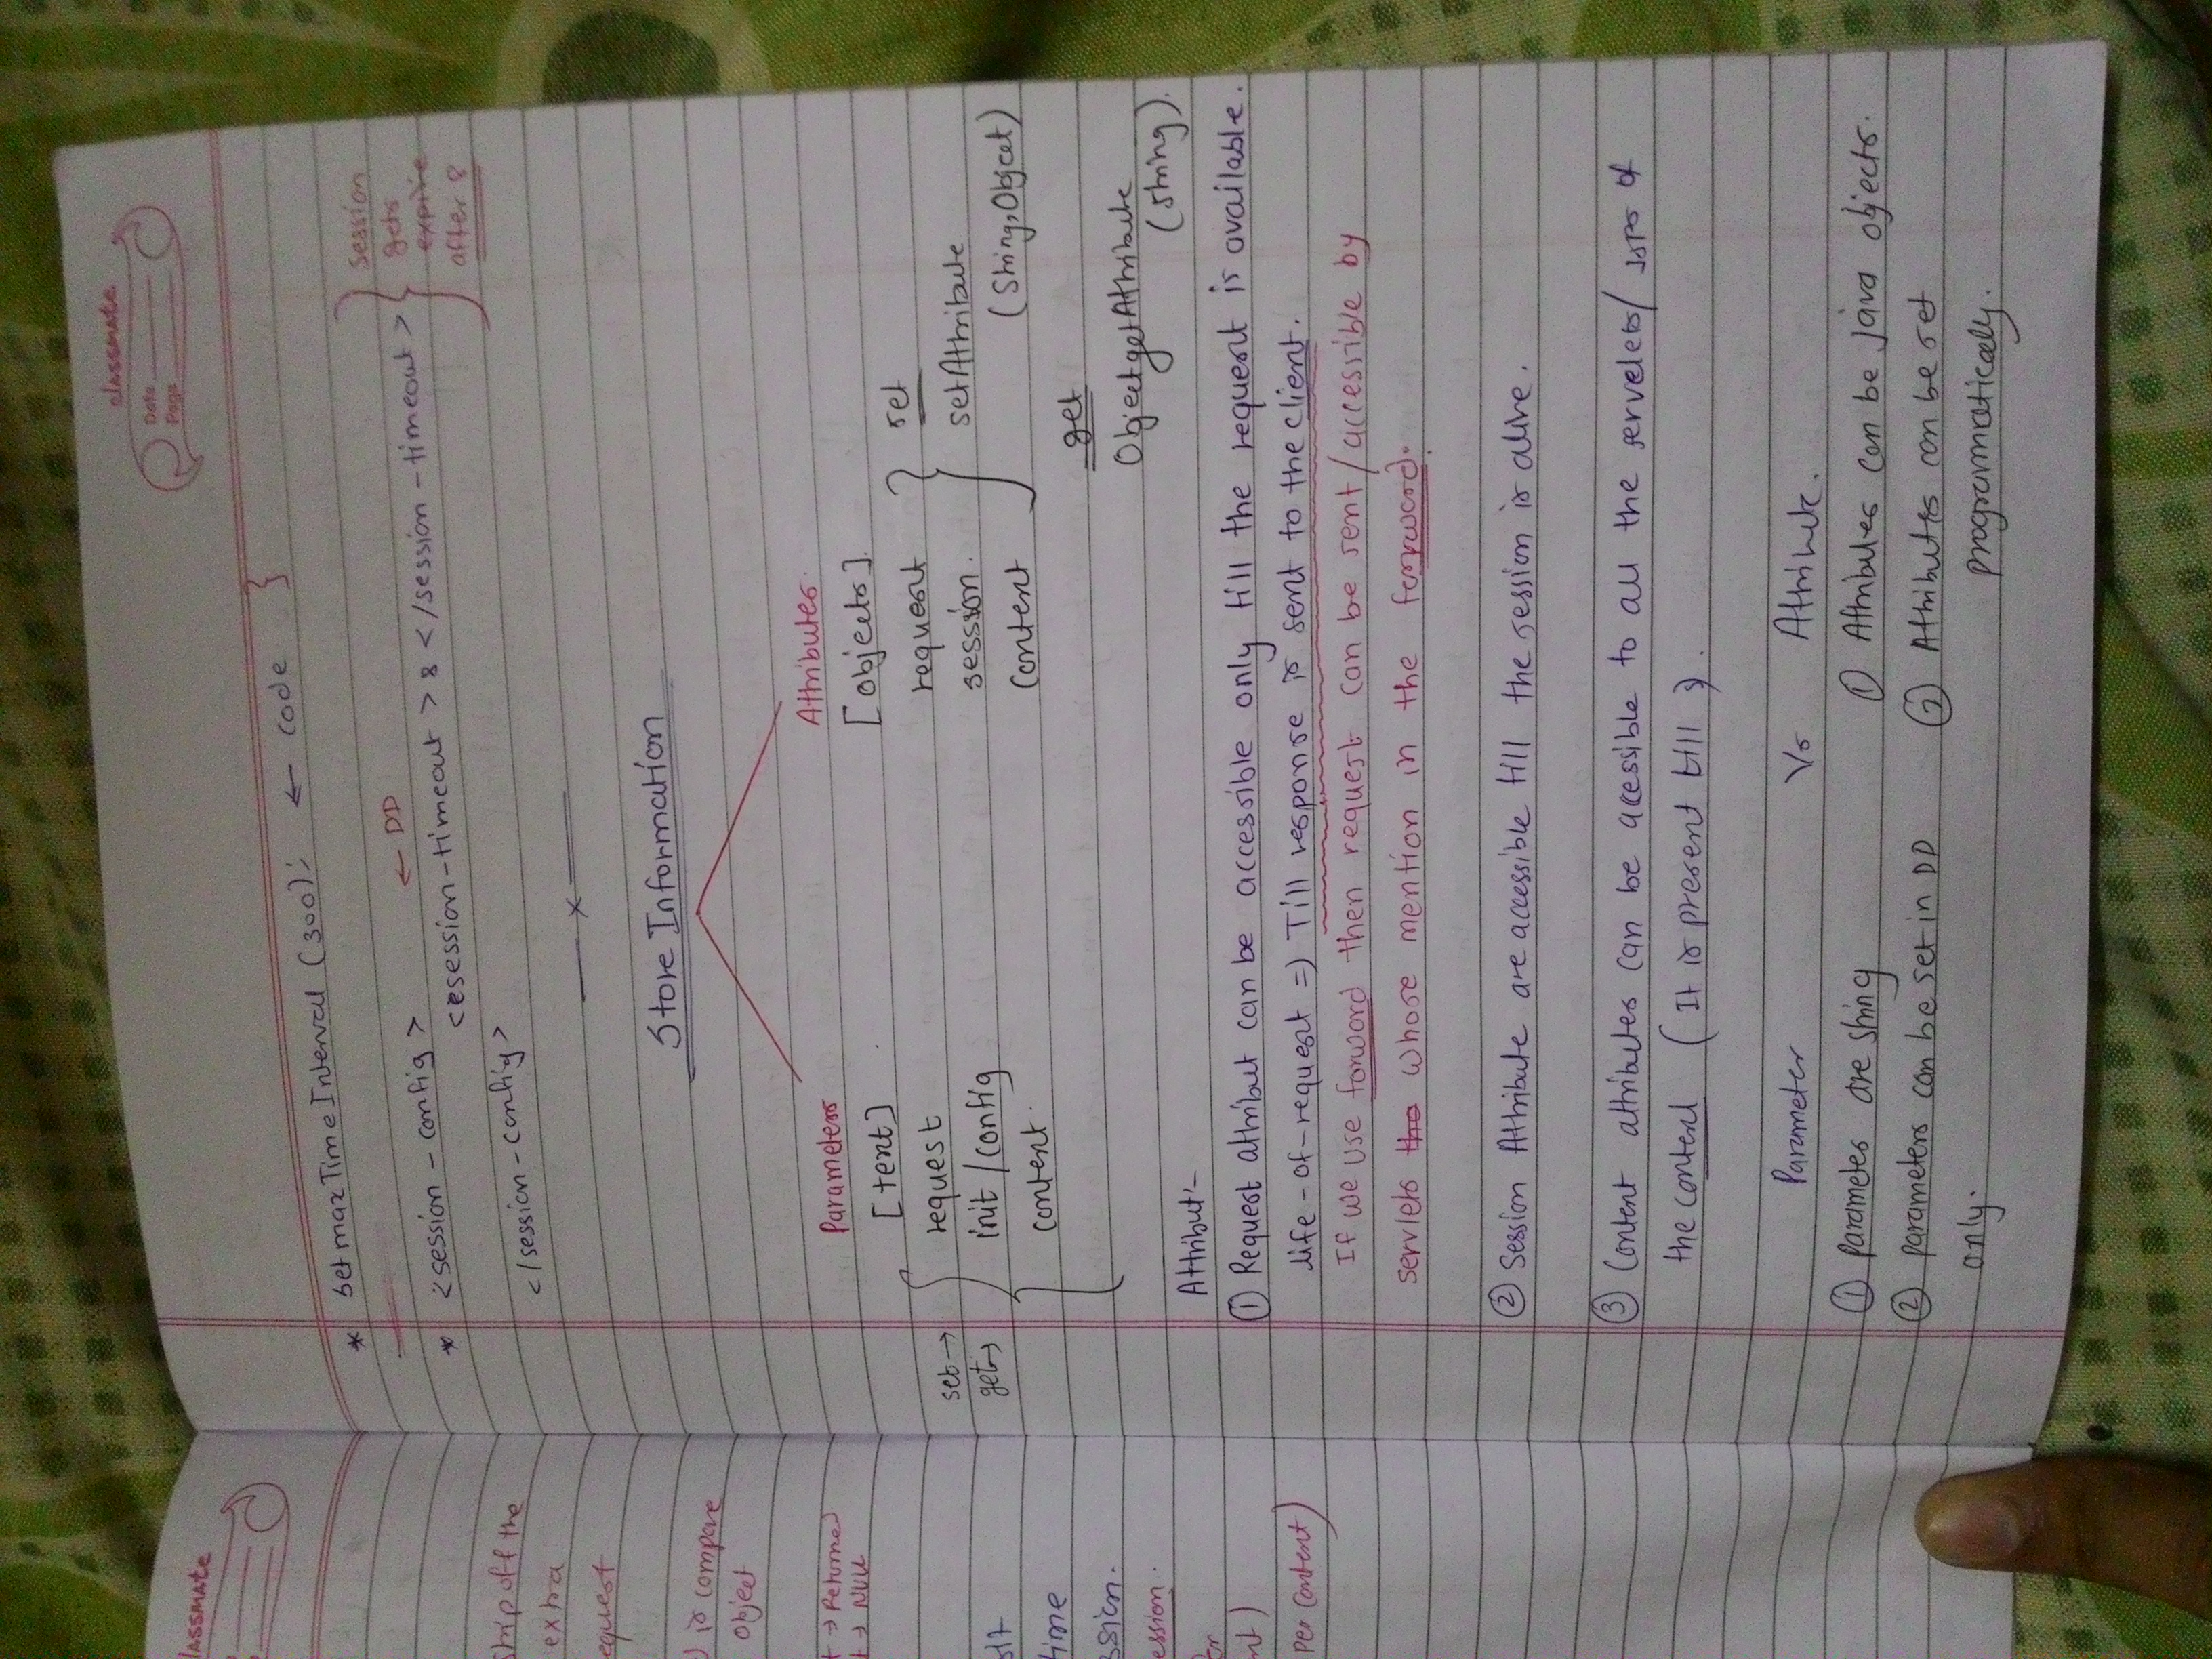 classmate
Date
Page
lassmate
ship off the
extra
equest
) is compare
object
t → Returned
t → NULL
time
ssion.
ession.
er
nt)
per content)
* set max Time Interval (300); ← code }
* <session - config > ← DD
<session-timeout > 8 </session - timeout >
</session-config>
session
gets
expire
after 8
x
Store Information
Parameters
[text]
set →
get →
request
init / config
content.
Attributes.
[objects].
request
session.
content
set
setAttribute
(String, Object)
get
Object getAttribute
(string).
Attribut:-
① Request attribut can be accessible only till the request is available.
life-of-request => Till response is sent to the client.
If we use forword then request can be sent/accessible by
servlets the whose mention in the forword.
② Session Attribute are accessible till the session is alive.
③ Content attributes can be acessible to all the servelets/ JSPs of
the content ( It is present till ).
Parameter Vs Attribute.
① parametes are string
② parameters can be set in DD
only.
① Attributes can be Java objects.
② Attributes can be set
programmatically.